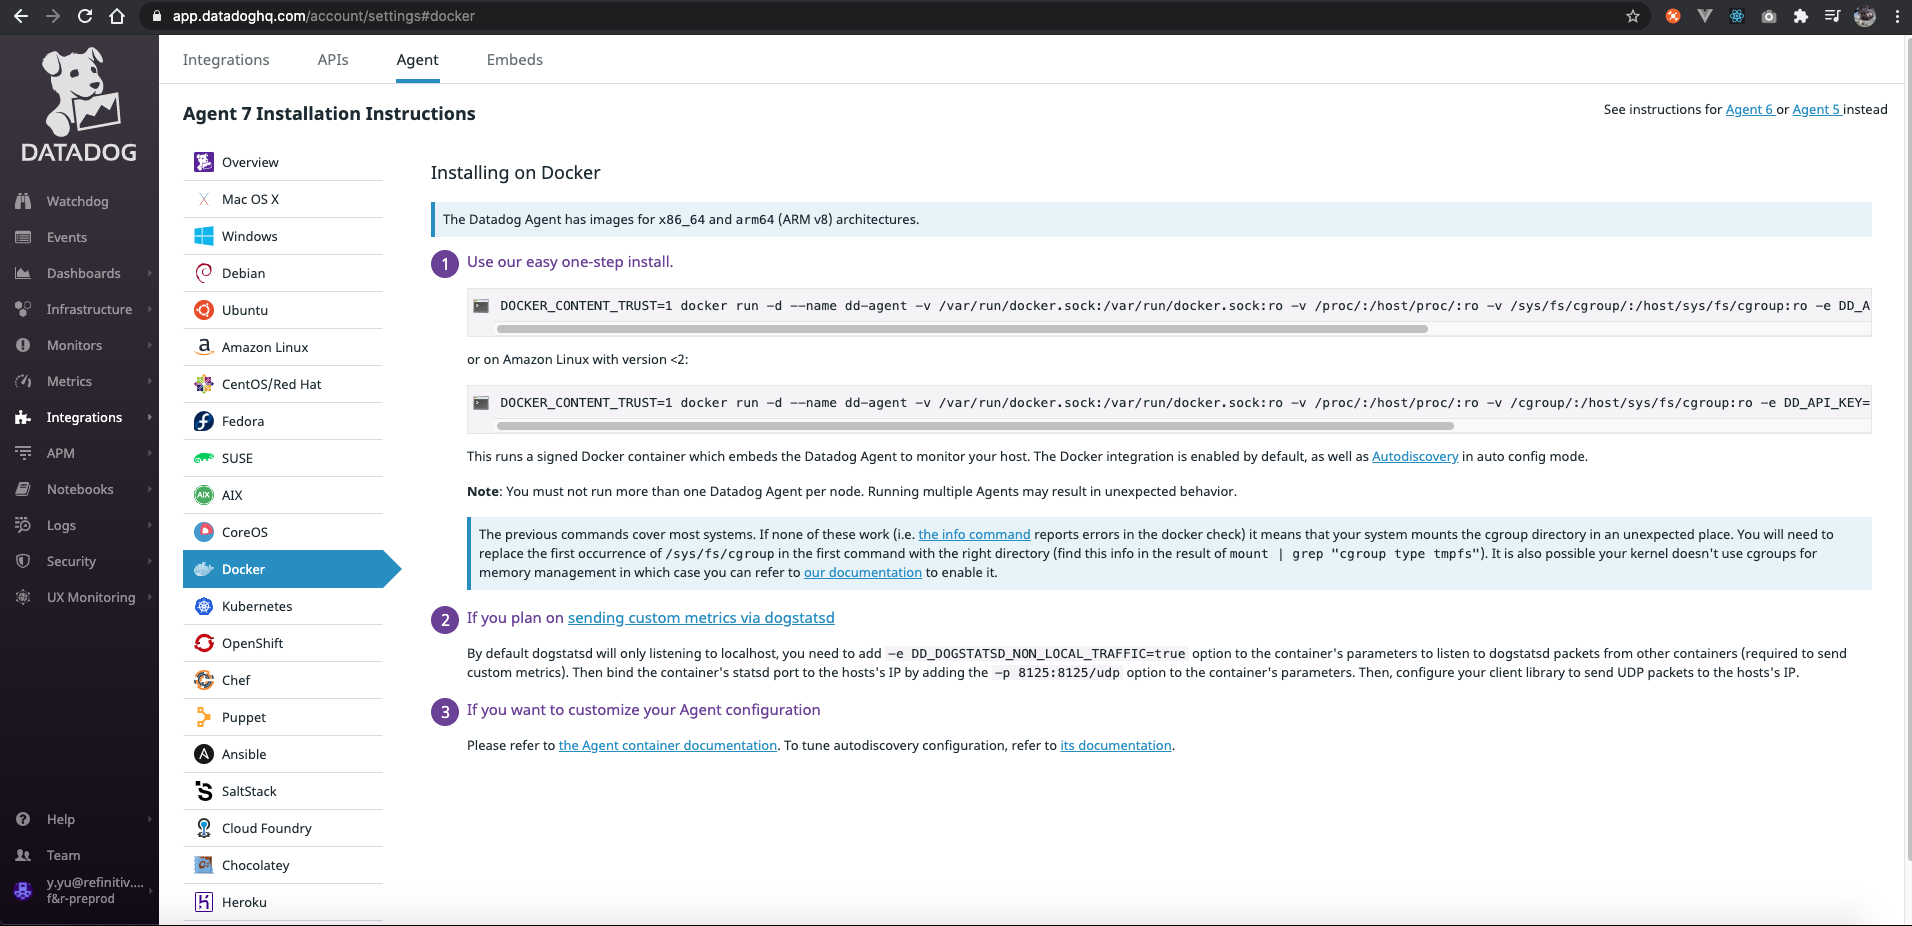 app.datadoghq.com/account/settings#docker
DATADOG
Watchdog
Events
Dashboards
Infrastructure
Monitors
Metrics
Integrations
APM
Notebooks
Logs
Security
UX Monitoring
Help
Team
y.yu@refinitiv....
f&r-preprod
Integrations APIs Agent Embeds
Agent 7 Installation Instructions
See instructions for Agent 6 or Agent 5 instead
Overview
Mac OS X
Windows
Debian
Ubuntu
Amazon Linux
CentOS/Red Hat
Fedora
SUSE
AIX
CoreOS
Docker
Kubernetes
OpenShift
Chef
Puppet
Ansible
SaltStack
Cloud Foundry
Chocolatey
Heroku
Installing on Docker
The Datadog Agent has images for x86_64 and arm64 (ARM v8) architectures.
1 Use our easy one-step install.
DOCKER_CONTENT_TRUST=1 docker run -d --name dd-agent -v /var/run/docker.sock:/var/run/docker.sock:ro -v /proc/:/host/proc/:ro -v /sys/fs/cgroup/:/host/sys/fs/cgroup:ro -e DD_A
or on Amazon Linux with version <2:
DOCKER_CONTENT_TRUST=1 docker run -d --name dd-agent -v /var/run/docker.sock:/var/run/docker.sock:ro -v /proc/:/host/proc/:ro -v /cgroup/:/host/sys/fs/cgroup:ro -e DD_API_KEY=
This runs a signed Docker container which embeds the Datadog Agent to monitor your host. The Docker integration is enabled by default, as well as Autodiscovery in auto config mode.
Note: You must not run more than one Datadog Agent per node. Running multiple Agents may result in unexpected behavior.
The previous commands cover most systems. If none of these work (i.e. the info command reports errors in the docker check) it means that your system mounts the cgroup directory in an unexpected place. You will need to
replace the first occurrence of /sys/fs/cgroup in the first command with the right directory (find this info in the result of mount | grep "cgroup type tmpfs"). It is also possible your kernel doesn't use cgroups for
memory management in which case you can refer to our documentation to enable it.
2 If you plan on sending custom metrics via dogstatsd
By default dogstatsd will only listening to localhost, you need to add -e DD_DOGSTATSD_NON_LOCAL_TRAFFIC=true option to the container's parameters to listen to dogstatsd packets from other containers (required to send
custom metrics). Then bind the container's statsd port to the hosts's IP by adding the -p 8125:8125/udp option to the container's parameters. Then, configure your client library to send UDP packets to the hosts's IP.
3 If you want to customize your Agent configuration
Please refer to the Agent container documentation. To tune autodiscovery configuration, refer to its documentation.